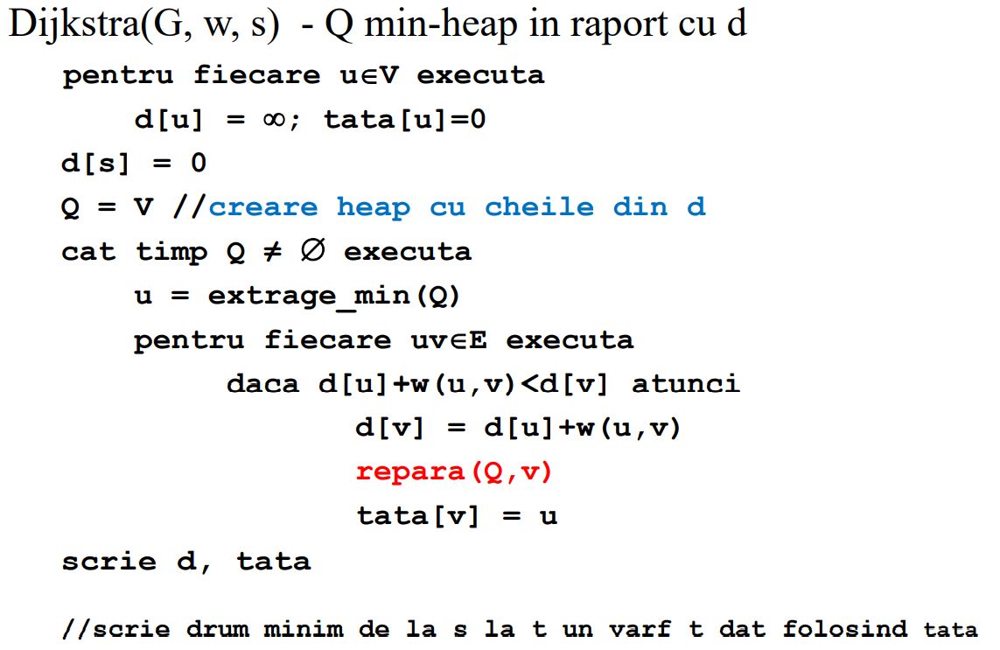 Dijkstra(G, w, s)  - Q min-heap in raport cu d
pentru fiecare u∈V executa
d[u] = ∞; tata[u]=0
d[s] = 0
Q = V //creare heap cu cheile din d
cat timp Q ≠ ∅ executa
u = extrage_min(Q)
pentru fiecare uv∈E executa
daca d[u]+w(u,v)<d[v] atunci
d[v] = d[u]+w(u,v)
repara(Q,v)
tata[v] = u
scrie d, tata
//scrie drum minim de la s la t un varf t dat folosind tata